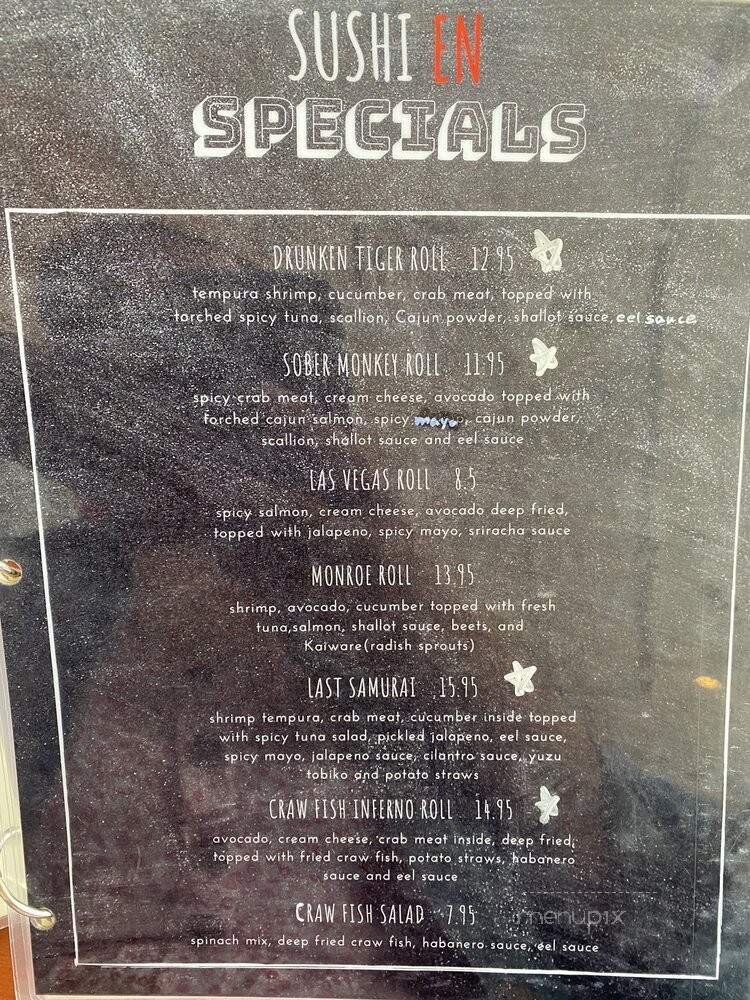 SUSHI EN
SPECIALS
DRUNKEN TIGER ROLL 12.95
tempura shrimp, cucumber, crab meat, topped with
torched spicy tuna, scallion, Cajun powder, shallot sauce, eel sauce
SOBER MONKEY ROLL 11.95
spicy crab meat, cream cheese, avocado topped with
torched cajun salmon, spicy mayo, cajun powder,
scallion, shallot sauce and eel sauce
LAS VEGAS ROLL 8.5
spicy salmon, cream cheese, avocado deep fried,
topped with jalapeno, spicy mayo, sriracha sauce
MONROE ROLL 13.95
shrimp, avocado, cucumber topped with fresh
tuna,salmon, shallot sauce, beets, and
Kaiware(radish sprouts)
LAST SAMURAI 15.95
shrimp tempura, crab meat, cucumber inside topped
with spicy tuna salad, pickled jalapeno, eel sauce,
spicy mayo, jalapeno sauce, cilantro sauce, yuzu
tobiko and potato straws
CRAW FISH INFERNO ROLL 14.95
avocado, cream cheese, crab meat inside, deep fried,
topped with fried craw fish, potato straws, habanero
sauce and eel sauce
CRAW FISH SALAD 7.95
menupix
spinach mix, deep fried craw fish, habanero sauce, eel sauce